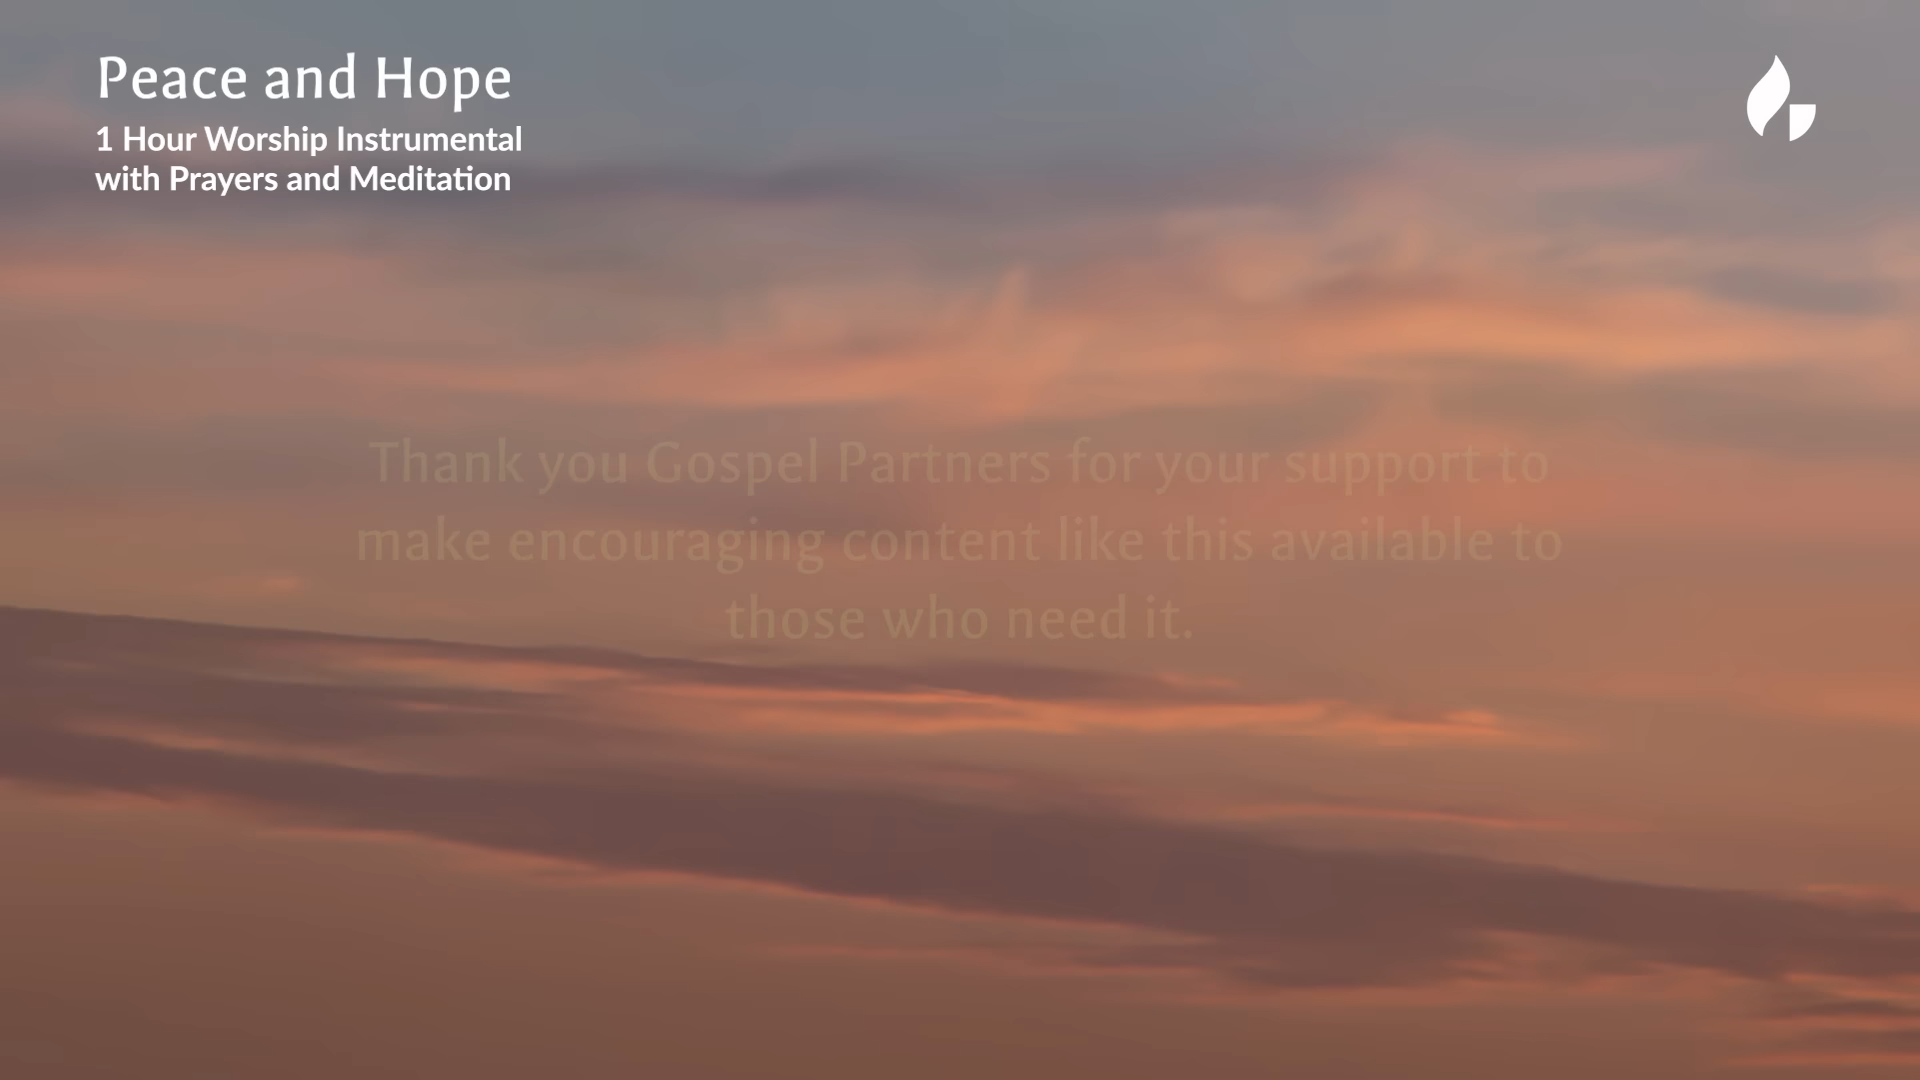 Peace and Hope
1 Hour Worship Instrumental
with Prayers and Meditation
Thank you Gospel Partners for your support to
make encouraging content like this available to
those who need it.